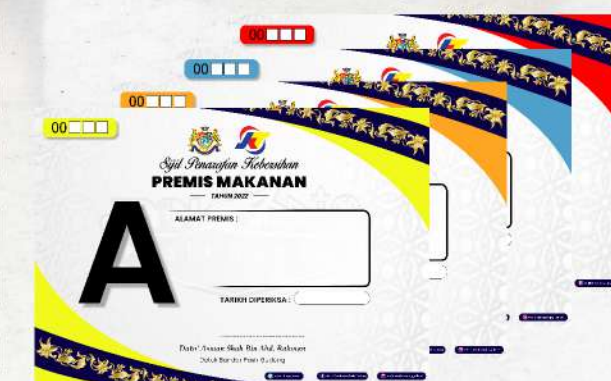 00
00
00
00
Sijil Penarafan Kebersihan
PREMIS MAKANAN
TAHUN 2022
ALAMAT PREMIS :
A
TARIKH DIPERIKSA :
Dato' Asman Shah Bin Abd. Rahman
Datuk Bandar Pasir Gudang